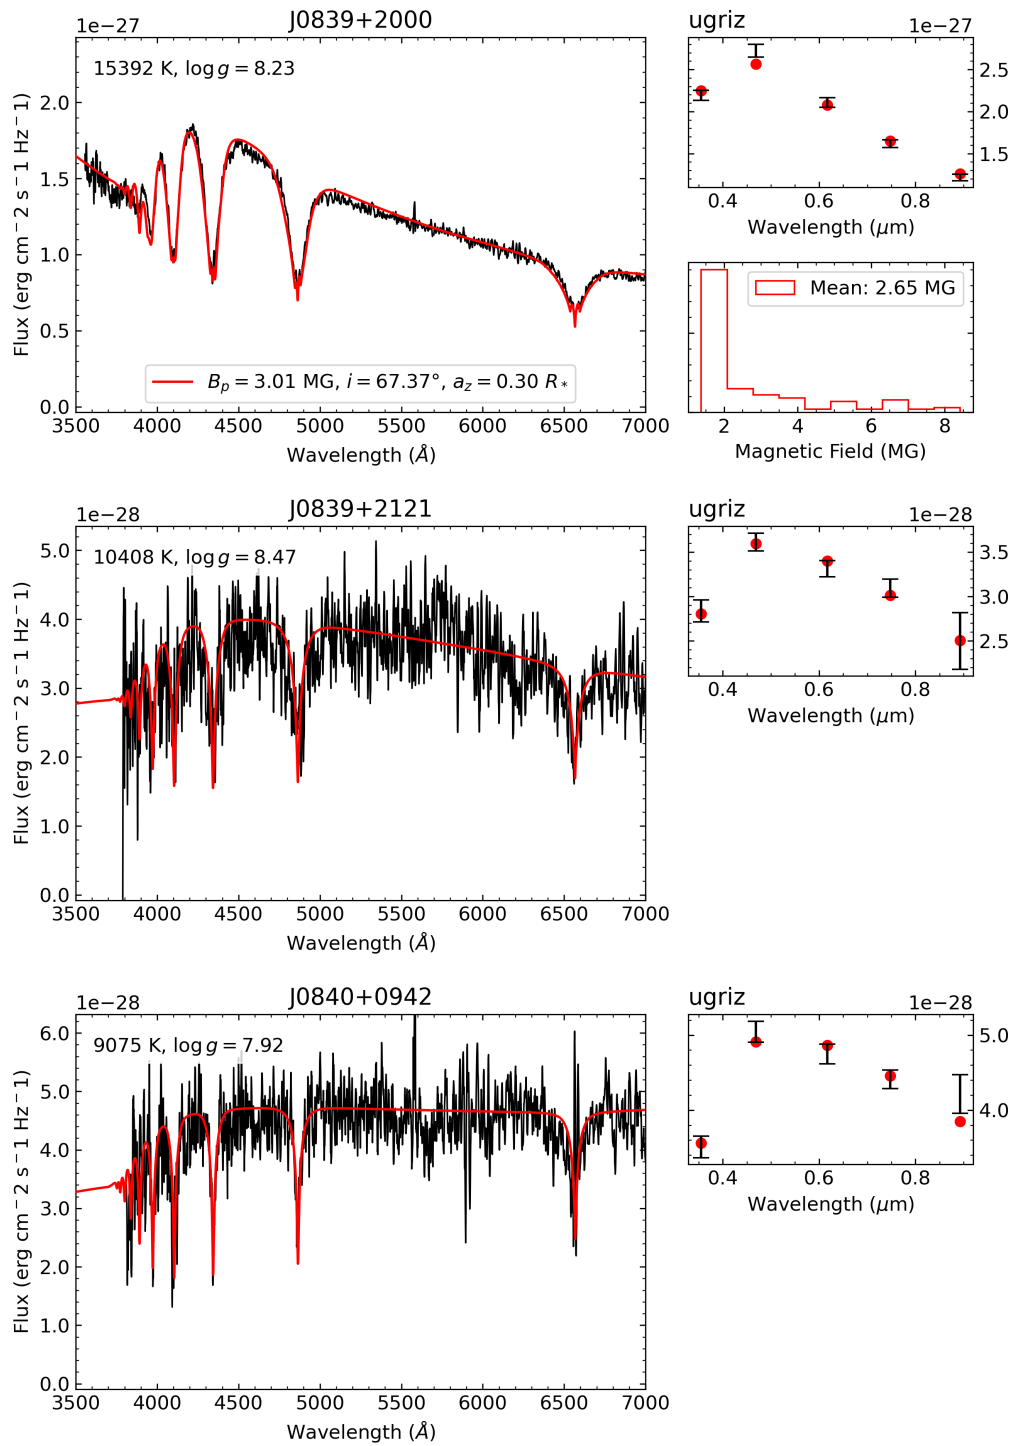 1e−27
J0839+2000
ugriz
1e−27
15392 K, log g = 8.23
2.0
1.5
1.0
0.5
0.0
Flux (erg cm−2 s−1 Hz−1)
B_p = 3.01 MG, i = 67.37°, a_z = 0.30 R_*
3500 4000 4500 5000 5500 6000 6500 7000
Wavelength (Å)
2.5
2.0
1.5
0.4 0.6 0.8
Wavelength (μm)
Mean: 2.65 MG
2 4 6 8
Magnetic Field (MG)
1e−28
J0839+2121
ugriz
1e−28
10408 K, log g = 8.47
5.0
4.0
3.0
2.0
1.0
0.0
Flux (erg cm−2 s−1 Hz−1)
3500 4000 4500 5000 5500 6000 6500 7000
Wavelength (Å)
3.5
3.0
2.5
0.4 0.6 0.8
Wavelength (μm)
1e−28
J0840+0942
ugriz
1e−28
9075 K, log g = 7.92
6.0
5.0
4.0
3.0
2.0
1.0
0.0
Flux (erg cm−2 s−1 Hz−1)
3500 4000 4500 5000 5500 6000 6500 7000
Wavelength (Å)
5.0
4.0
0.4 0.6 0.8
Wavelength (μm)